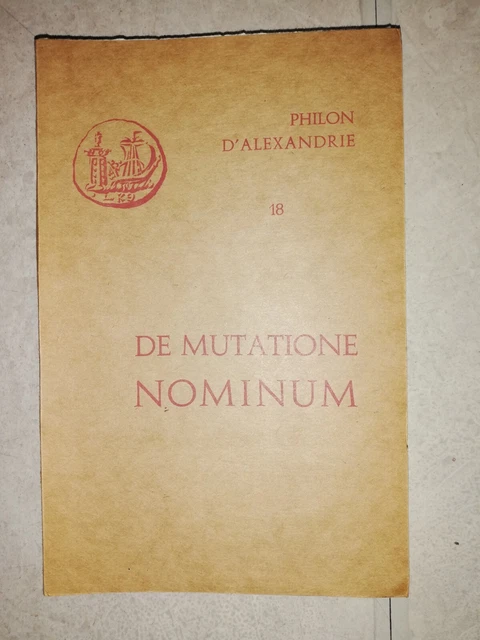 PHILON
D'ALEXANDRIE
18
DE MUTATIONE
NOMINUM